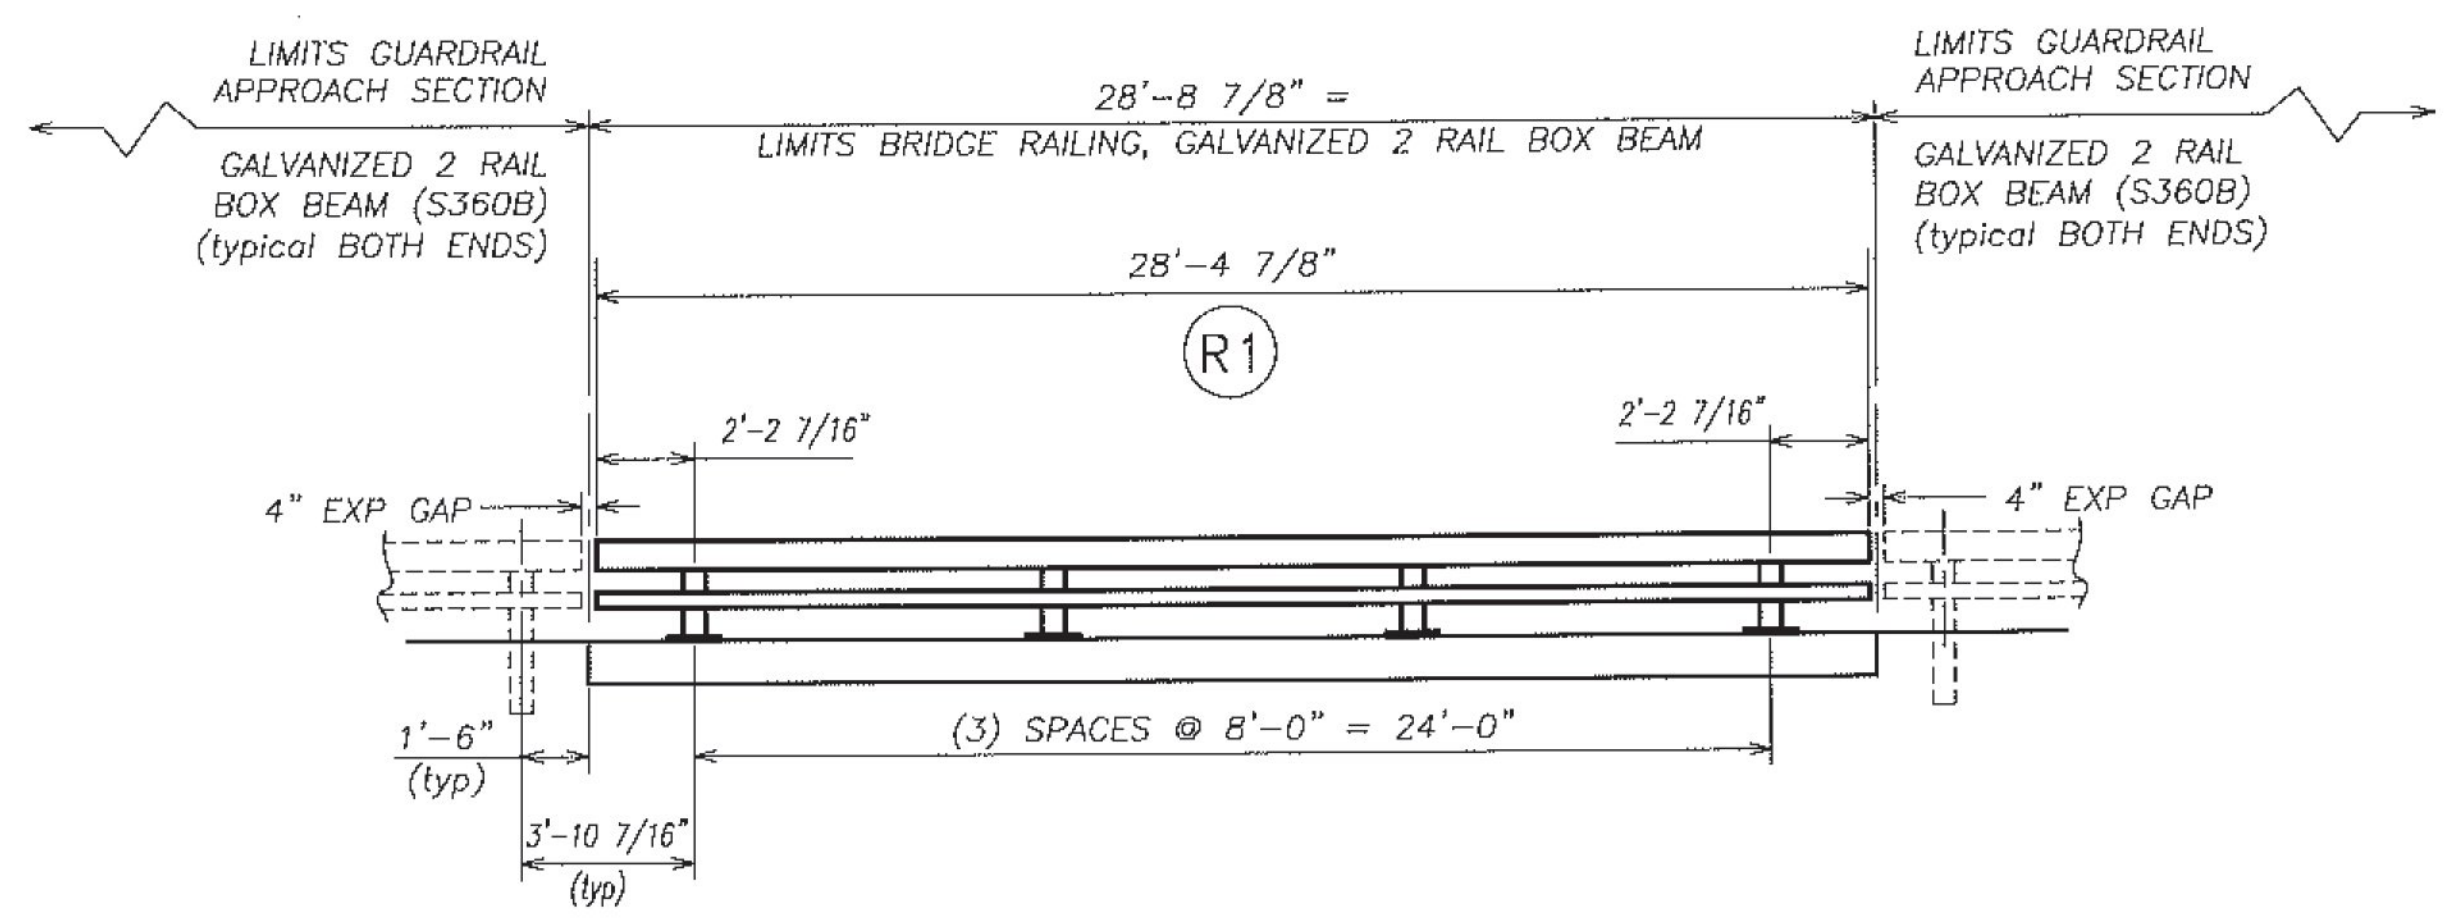 LIMITS GUARDRAIL
APPROACH SECTION
GALVANIZED 2 RAIL
BOX BEAM (S360B)
(typical BOTH ENDS)
28'-8 7/8" =
LIMITS BRIDGE RAILING, GALVANIZED 2 RAIL BOX BEAM
LIMITS GUARDRAIL
APPROACH SECTION
GALVANIZED 2 RAIL
BOX BEAM (S360B)
(typical BOTH ENDS)
28'-4 7/8"
R1
2'-2 7/16"
2'-2 7/16"
4" EXP GAP
4" EXP GAP
(3) SPACES @ 8'-0" = 24'-0"
1'-6"
(typ)
3'-10 7/16"
(typ)